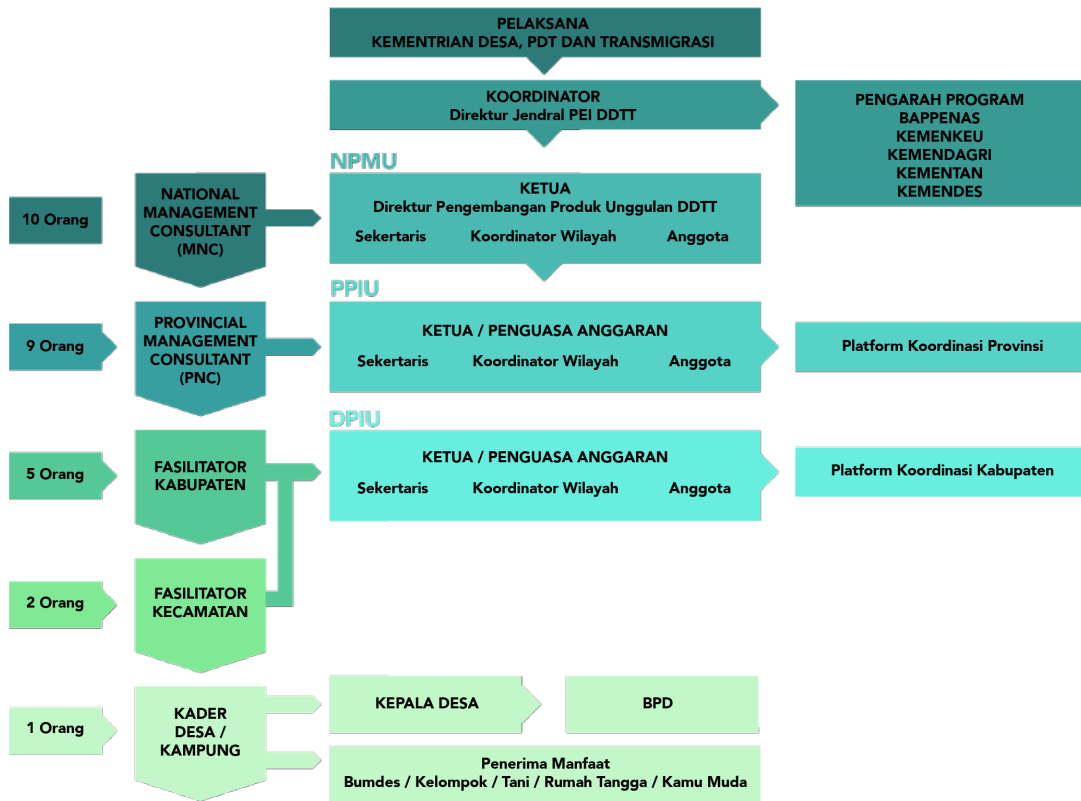 PELAKSANA
KEMENTRIAN DESA, PDT DAN TRANSMIGRASI
KOORDINATOR
Direktur Jendral PEI DDTT
PENGARAH PROGRAM
BAPPENAS
KEMENKEU
KEMENDAGRI
KEMENTAN
KEMENDES
NPMU
10 Orang
NATIONAL
MANAGEMENT
CONSULTANT
(MNC)
KETUA
Direktur Pengembangan Produk Unggulan DDTT
Sekertaris Koordinator Wilayah Anggota
PPIU
9 Orang
PROVINCIAL
MANAGEMENT
CONSULTANT
(PNC)
KETUA / PENGUASA ANGGARAN
Sekertaris Koordinator Wilayah Anggota
Platform Koordinasi Provinsi
DPIU
5 Orang
FASILITATOR
KABUPATEN
KETUA / PENGUASA ANGGARAN
Sekertaris Koordinator Wilayah Anggota
Platform Koordinasi Kabupaten
2 Orang
FASILITATOR
KECAMATAN
1 Orang
KADER
DESA /
KAMPUNG
KEPALA DESA
BPD
Penerima Manfaat
Bumdes / Kelompok / Tani / Rumah Tangga / Kamu Muda